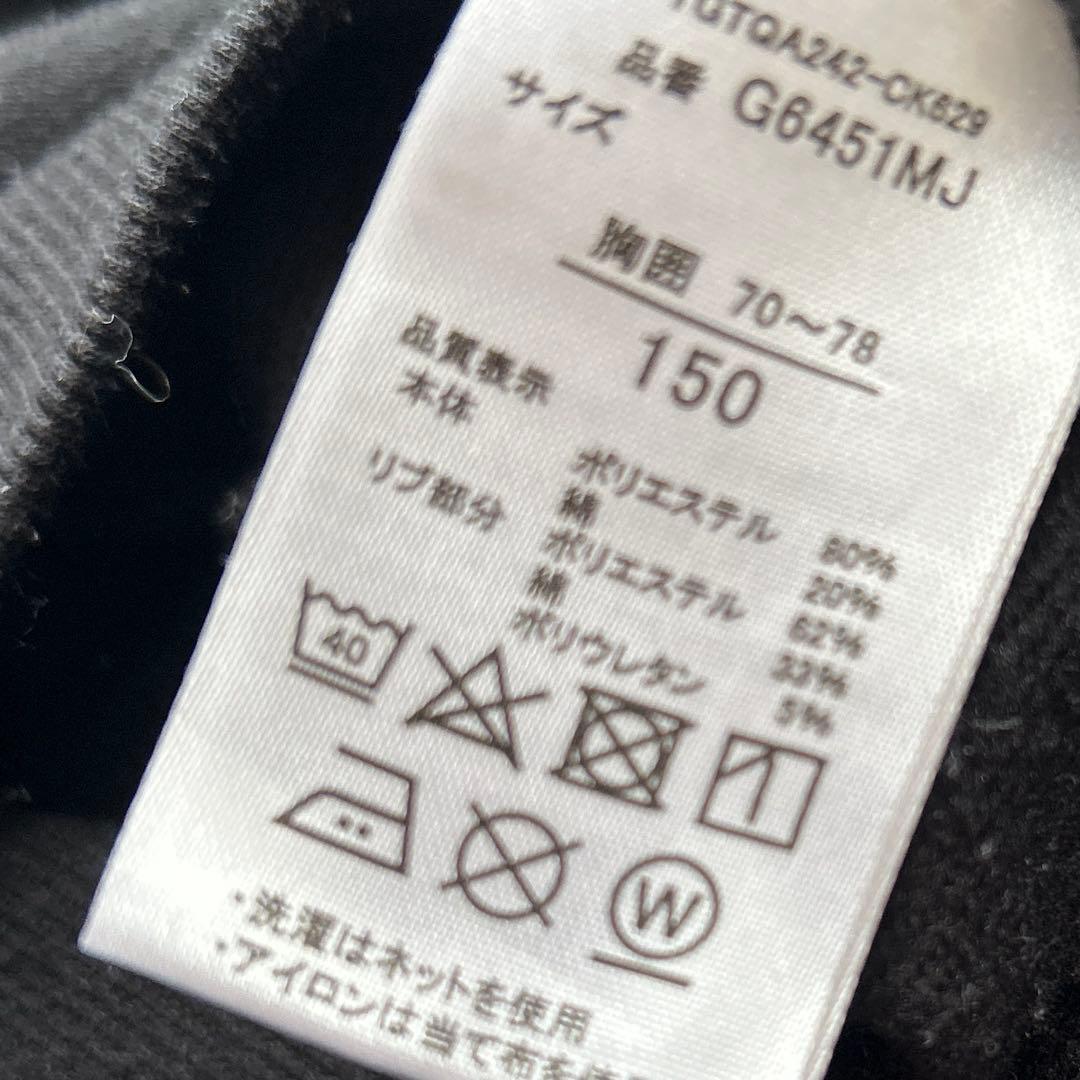 TGTQA242-CK629
品番 G6451MJ
サイズ
胸囲 70～78
150
品質表示
本体 ポリエステル 80%
綿 20%
リブ部分 ポリエステル 62%
綿 33%
ポリウレタン 5%
40
W
・洗濯はネットを使用
・アイロンは当て布を使用